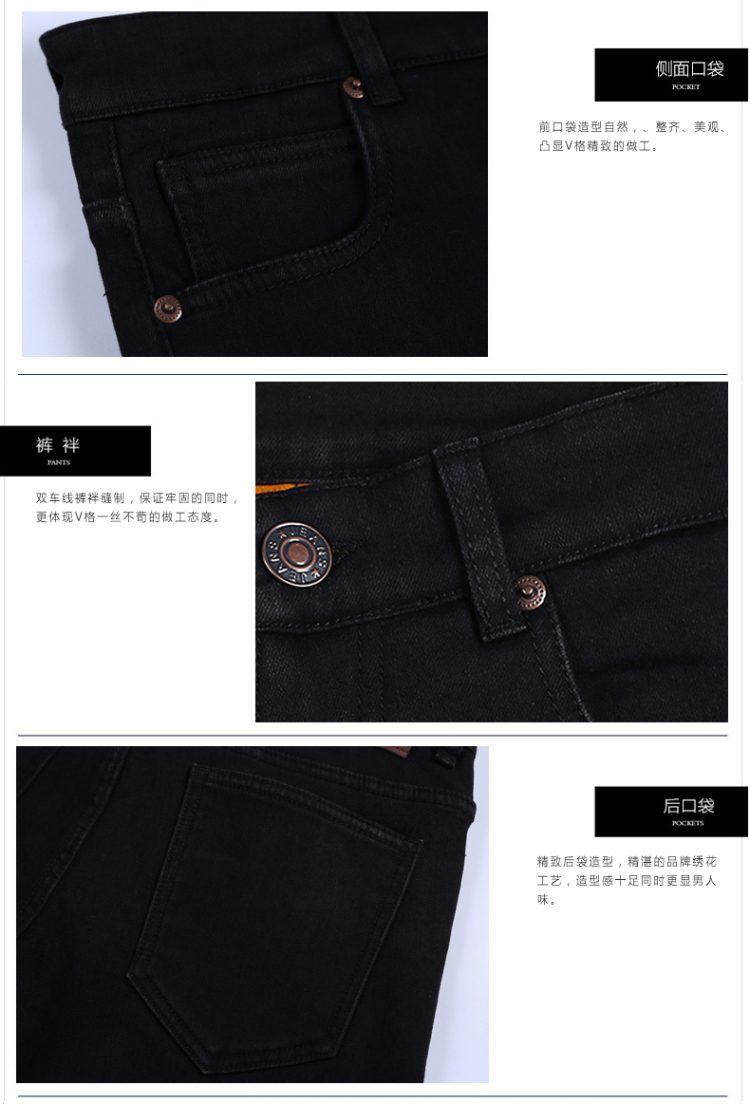 侧面口袋
POCKET
前口袋造型自然，、整齐、美观、
凸显V格精致的做工。
裤 袢
PANTS
双车线裤袢缝制，保证牢固的同时，
更体现V格一丝不苟的做工态度。
JEANSKJEANSK
后口袋
POCKETS
精致后袋造型，精湛的品牌绣花
工艺，造型感十足同时更显男人
味。